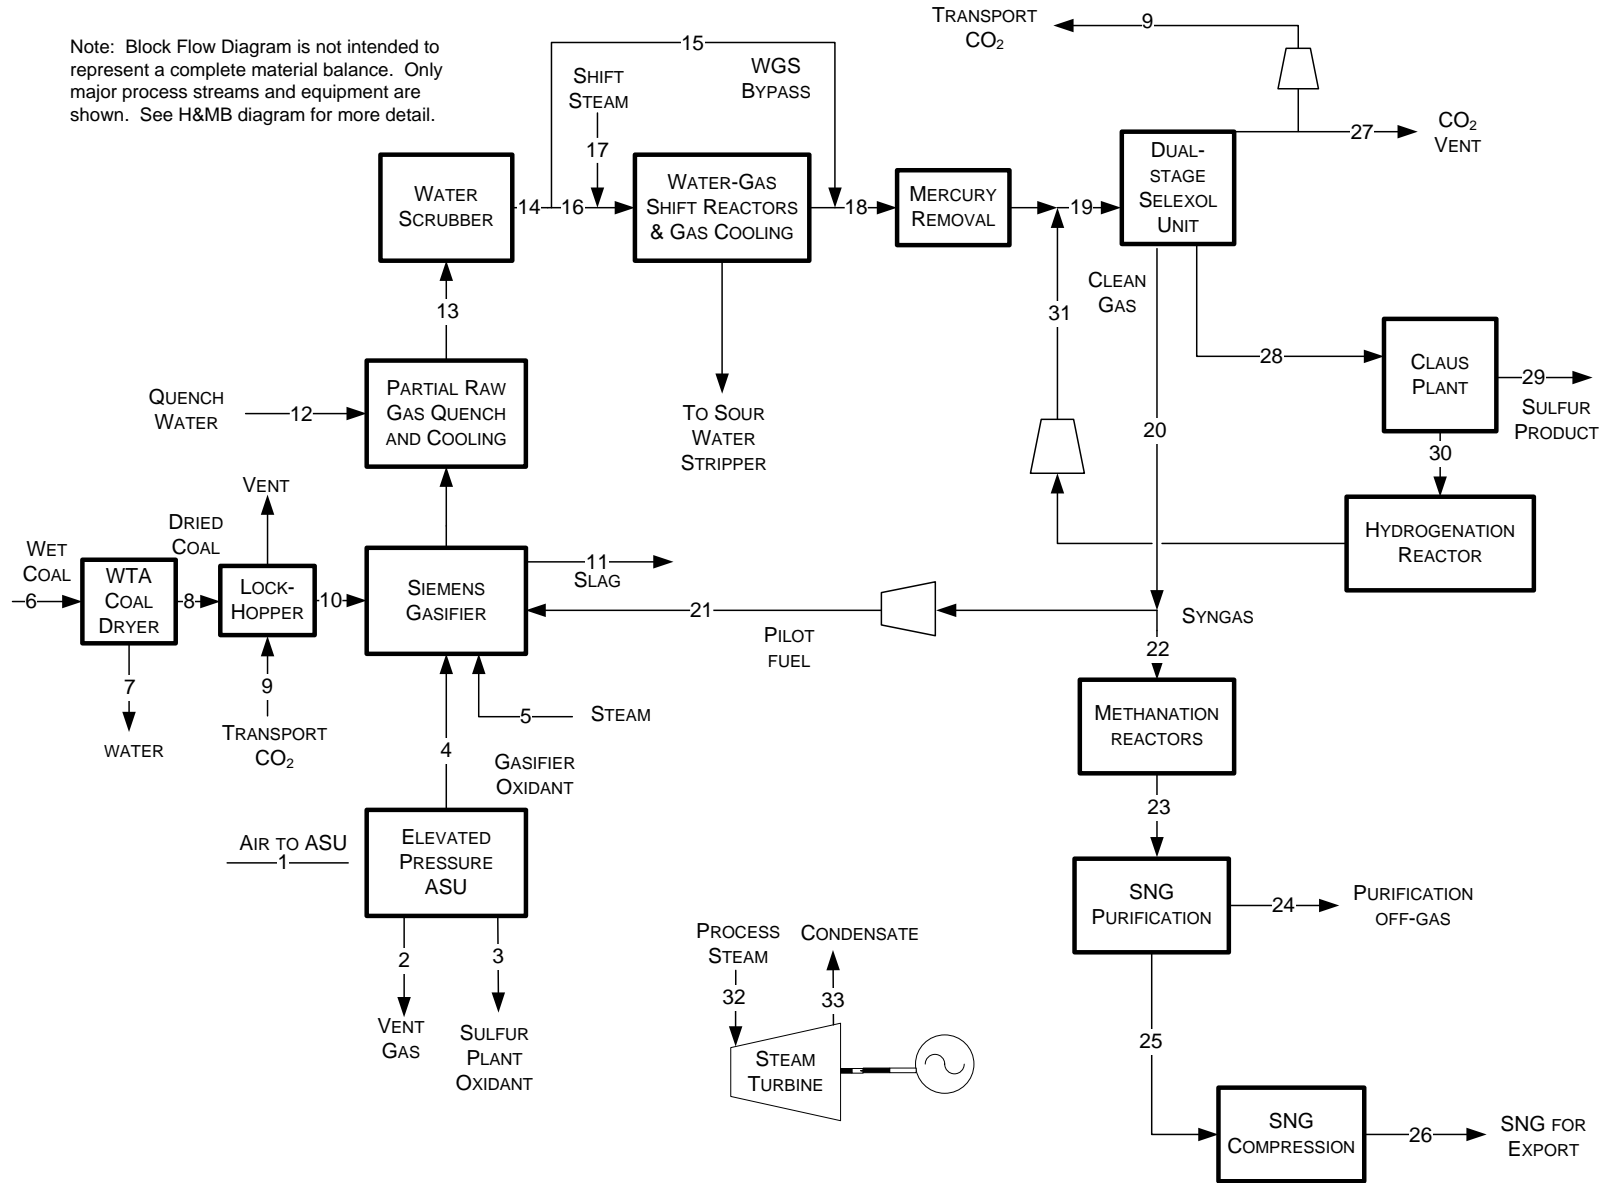 Note: Block Flow Diagram is not intended to
represent a complete material balance. Only
major process streams and equipment are
shown. See H&MB diagram for more detail.
TRANSPORT
CO2
9
15
WGS
BYPASS
SHIFT
STEAM
17
27
CO2
VENT
WATER
SCRUBBER
14
16
WATER-GAS
SHIFT REACTORS
& GAS COOLING
18
MERCURY
REMOVAL
19
DUAL-
STAGE
SELEXOL
UNIT
CLEAN
GAS
13
31
28
CLAUS
PLANT
29
SULFUR
PRODUCT
QUENCH
WATER
12
PARTIAL RAW
GAS QUENCH
AND COOLING
TO SOUR
WATER
STRIPPER
20
30
HYDROGENATION
REACTOR
VENT
DRIED
COAL
WET
COAL
6
WTA
COAL
DRYER
8
LOCK-
HOPPER
10
SIEMENS
GASIFIER
11
SLAG
21
PILOT
FUEL
SYNGAS
22
7
WATER
9
TRANSPORT
CO2
5
STEAM
4
GASIFIER
OXIDANT
METHANATION
REACTORS
23
AIR TO ASU
1
ELEVATED
PRESSURE
ASU
2
VENT
GAS
3
SULFUR
PLANT
OXIDANT
SNG
PURIFICATION
24
PURIFICATION
OFF-GAS
PROCESS
STEAM
32
CONDENSATE
33
STEAM
TURBINE
25
SNG
COMPRESSION
26
SNG FOR
EXPORT